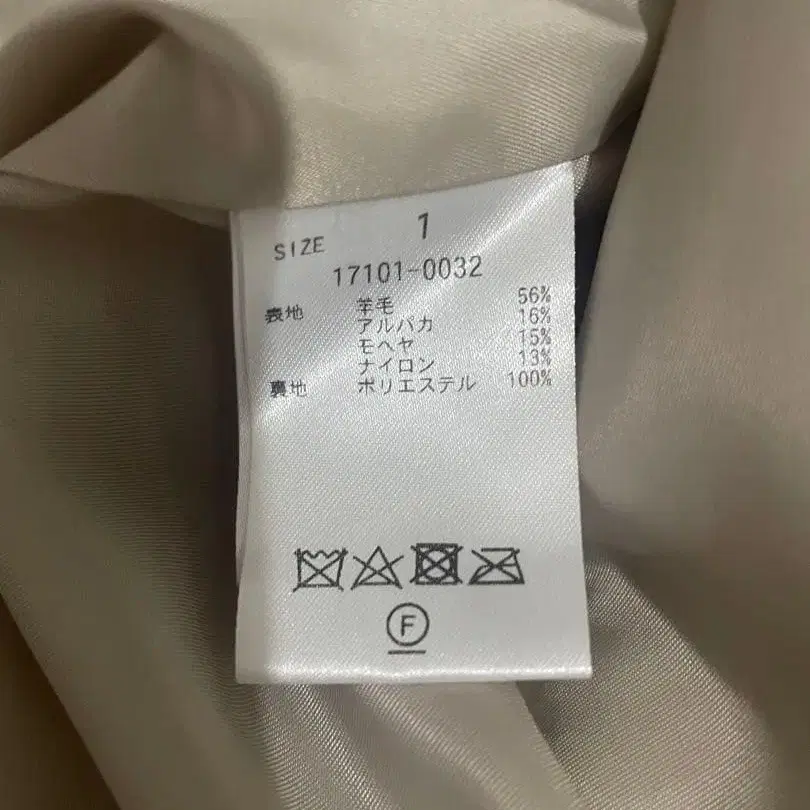 SIZE 1
17101-0032
表地 羊毛 56%
アルパカ 16%
モヘヤ 15%
ナイロン 13%
裏地 ポリエステル 100%
F